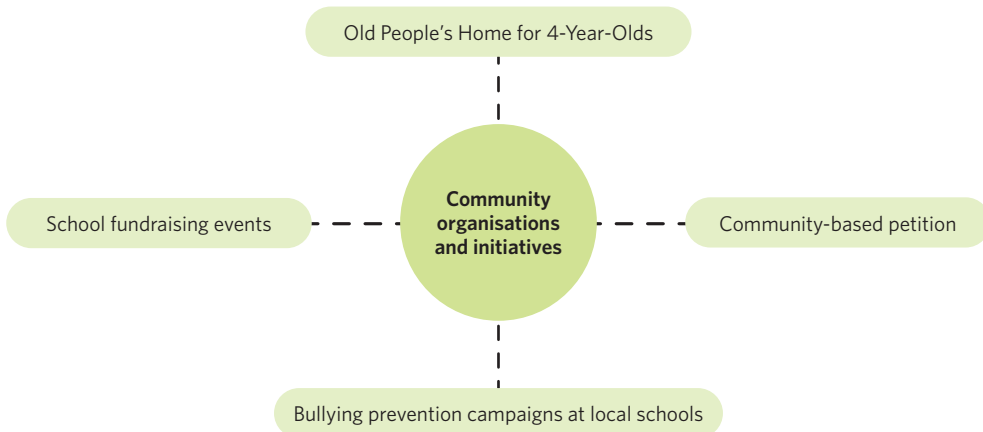 Old People’s Home for 4-Year-Olds
School fundraising events
Community
organisations
and initiatives
Community-based petition
Bullying prevention campaigns at local schools